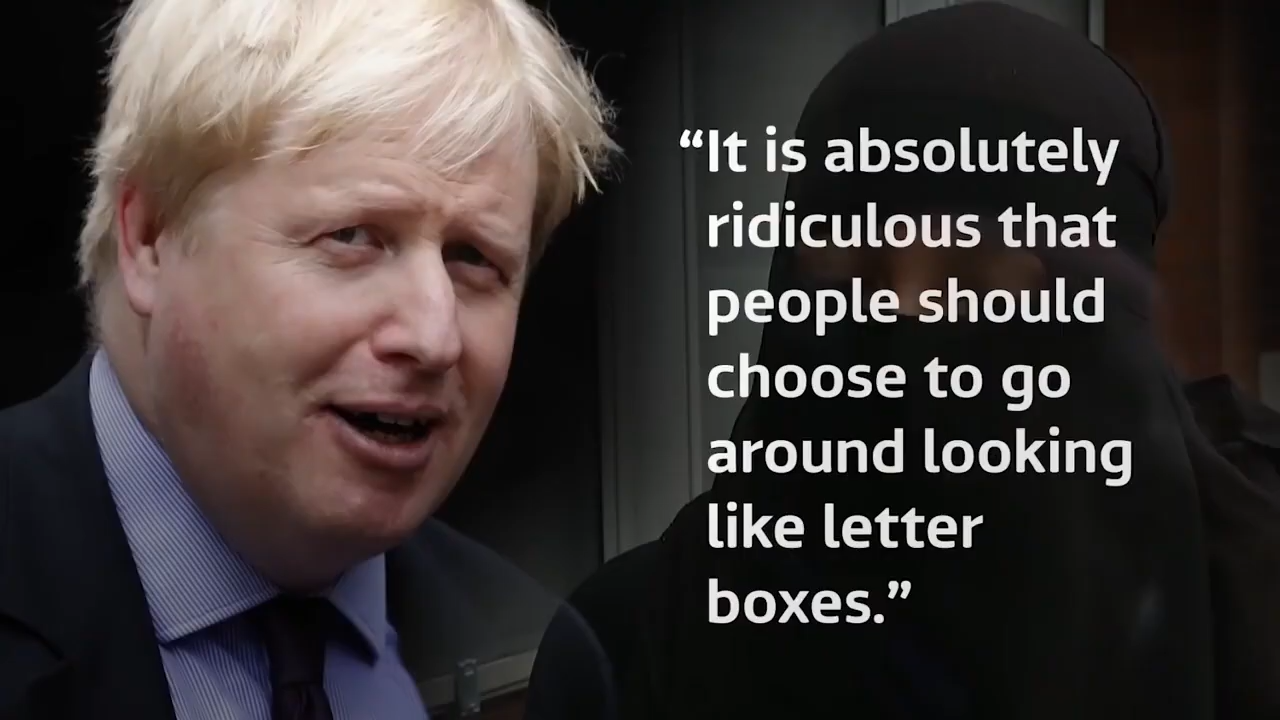 “It is absolutely
ridiculous that
people should
choose to go
around looking
like letter
boxes.”